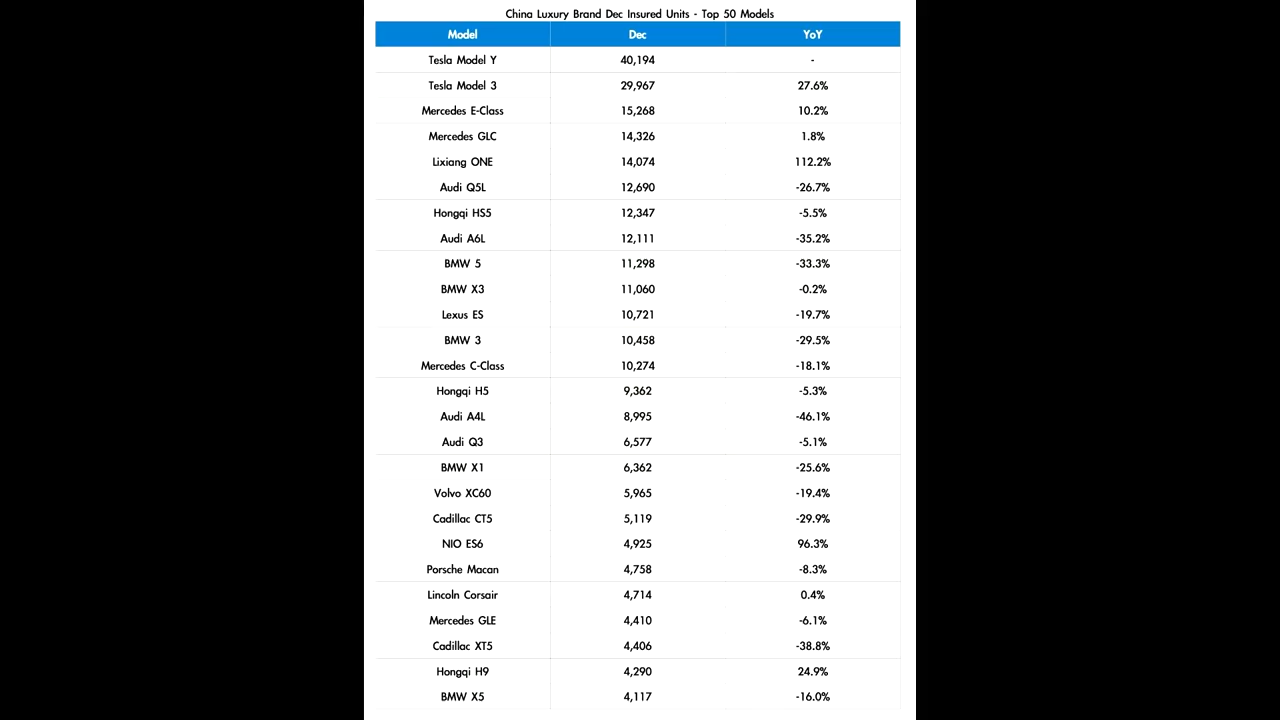 China Luxury Brand Dec Insured Units - Top 50 Models
Model Dec YoY
Tesla Model Y 40,194 -
Tesla Model 3 29,967 27.6%
Mercedes E-Class 15,268 10.2%
Mercedes GLC 14,326 1.8%
Lixiang ONE 14,074 112.2%
Audi Q5L 12,690 -26.7%
Hongqi HS5 12,347 -5.5%
Audi A6L 12,111 -35.2%
BMW 5 11,298 -33.3%
BMW X3 11,060 -0.2%
Lexus ES 10,721 -19.7%
BMW 3 10,458 -29.5%
Mercedes C-Class 10,274 -18.1%
Hongqi H5 9,362 -5.3%
Audi A4L 8,995 -46.1%
Audi Q3 6,577 -5.1%
BMW X1 6,362 -25.6%
Volvo XC60 5,965 -19.4%
Cadillac CT5 5,119 -29.9%
NIO ES6 4,925 96.3%
Porsche Macan 4,758 -8.3%
Lincoln Corsair 4,714 0.4%
Mercedes GLE 4,410 -6.1%
Cadillac XT5 4,406 -38.8%
Hongqi H9 4,290 24.9%
BMW X5 4,117 -16.0%